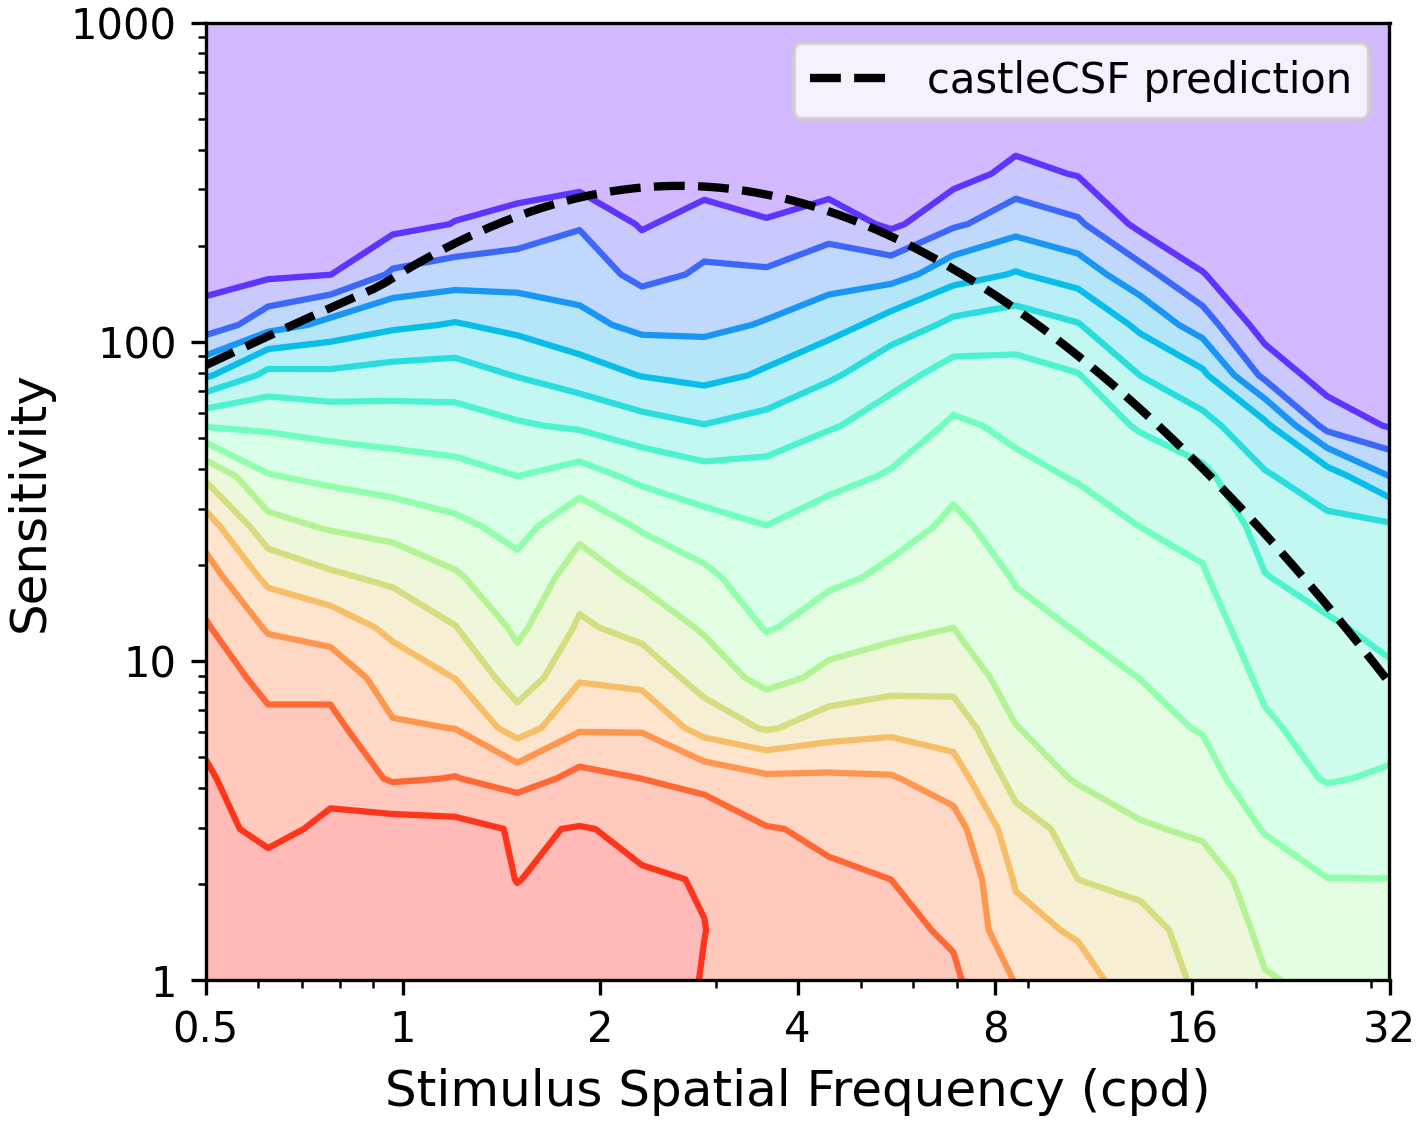 1000
castleCSF prediction
100
Sensitivity
10
1
0.5 1 2 4 8 16 32
Stimulus Spatial Frequency (cpd)